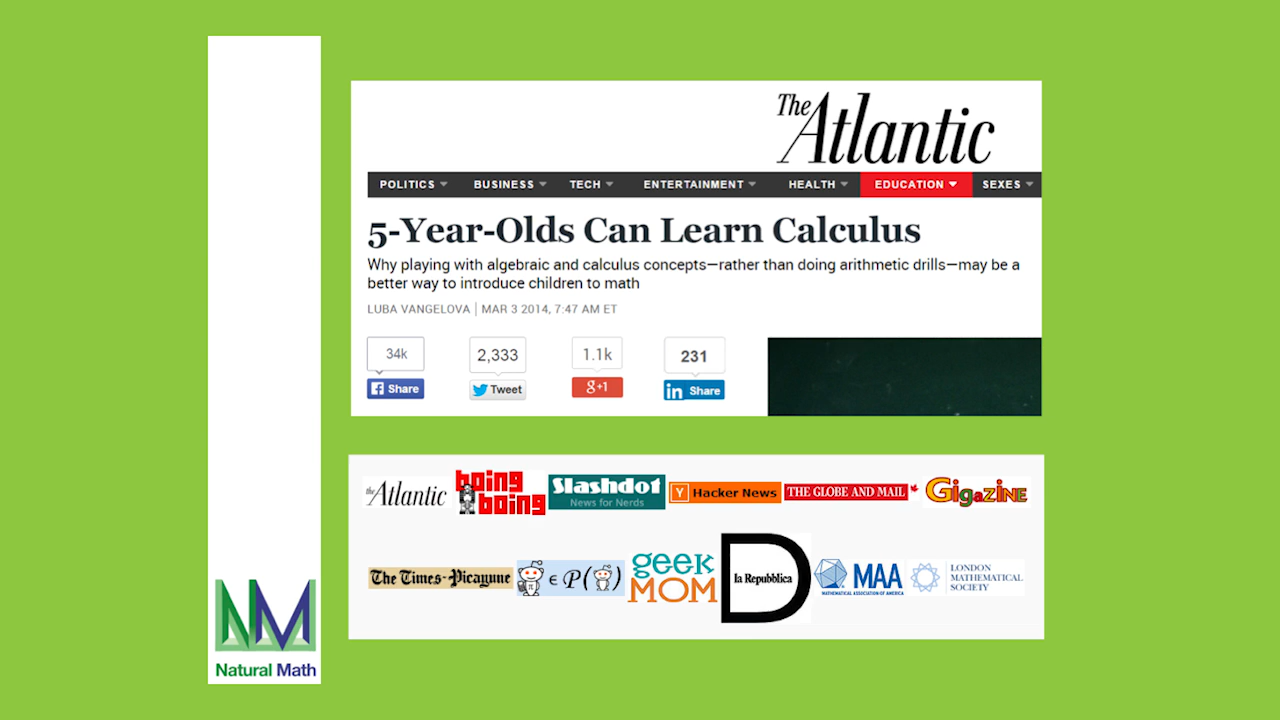 The Atlantic
POLITICS BUSINESS TECH ENTERTAINMENT HEALTH EDUCATION SEXES
5-Year-Olds Can Learn Calculus
Why playing with algebraic and calculus concepts—rather than doing arithmetic drills—may be a
better way to introduce children to math
LUBA VANGELOVA | MAR 3 2014, 7:47 AM ET
34k 2,333 1.1k 231
Share Tweet g+1 in Share
the Atlantic boing boing Slashdot News for Nerds Y Hacker News THE GLOBE AND MAIL GIGAZINE
The Times-Picayune π ∈ P( ) geek MOM D la Repubblica MAA MATHEMATICAL ASSOCIATION OF AMERICA LONDON MATHEMATICAL SOCIETY
NM
Natural Math